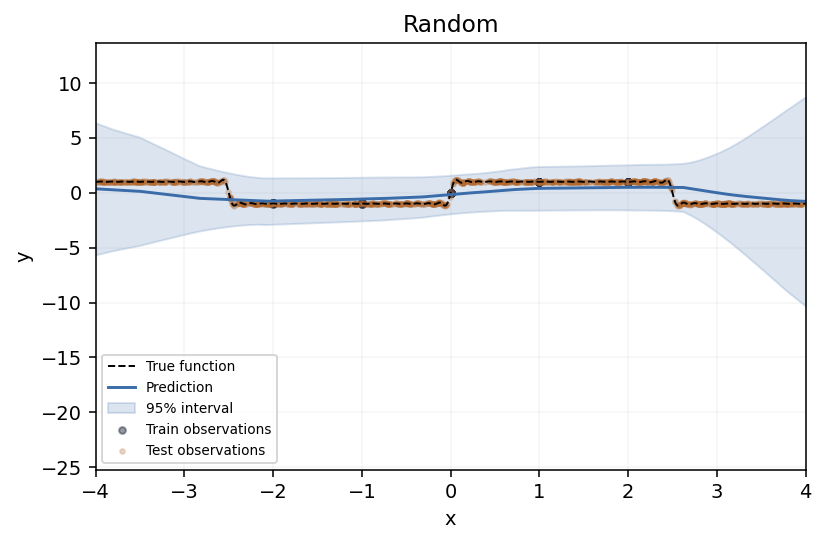 Random
10
5
0
−5
−10
−15
−20
−25
y
True function
Prediction
95% interval
Train observations
Test observations
−4
−3
−2
−1
0
1
2
3
4
x